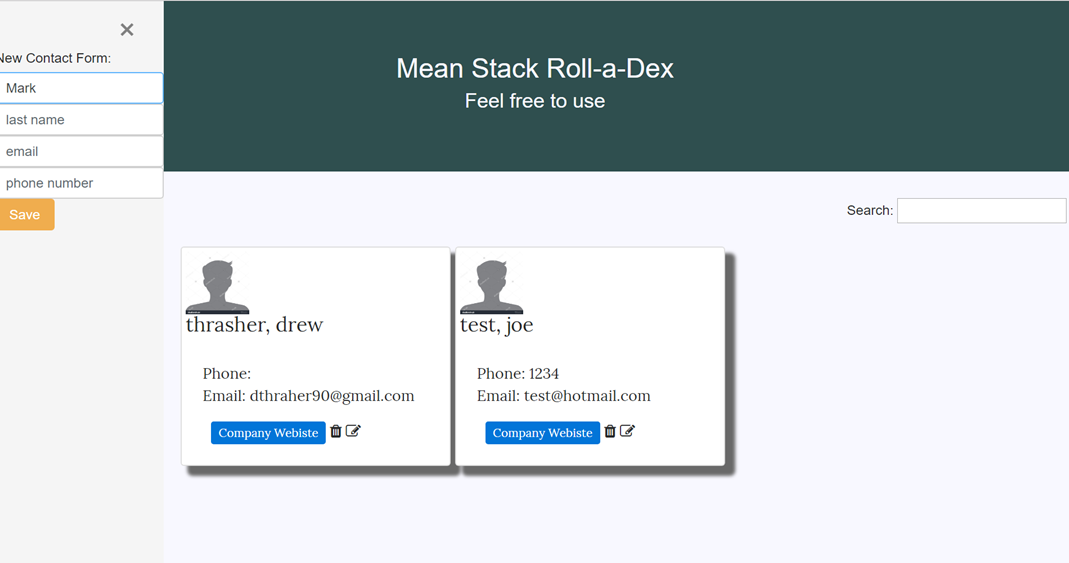 New Contact Form:
Mark
last name
email
phone number
Save
Mean Stack Roll-a-Dex
Feel free to use
Search:
thrasher, drew
Phone:
Email: dthraher90@gmail.com
Company Webiste
test, joe
Phone: 1234
Email: test@hotmail.com
Company Webiste